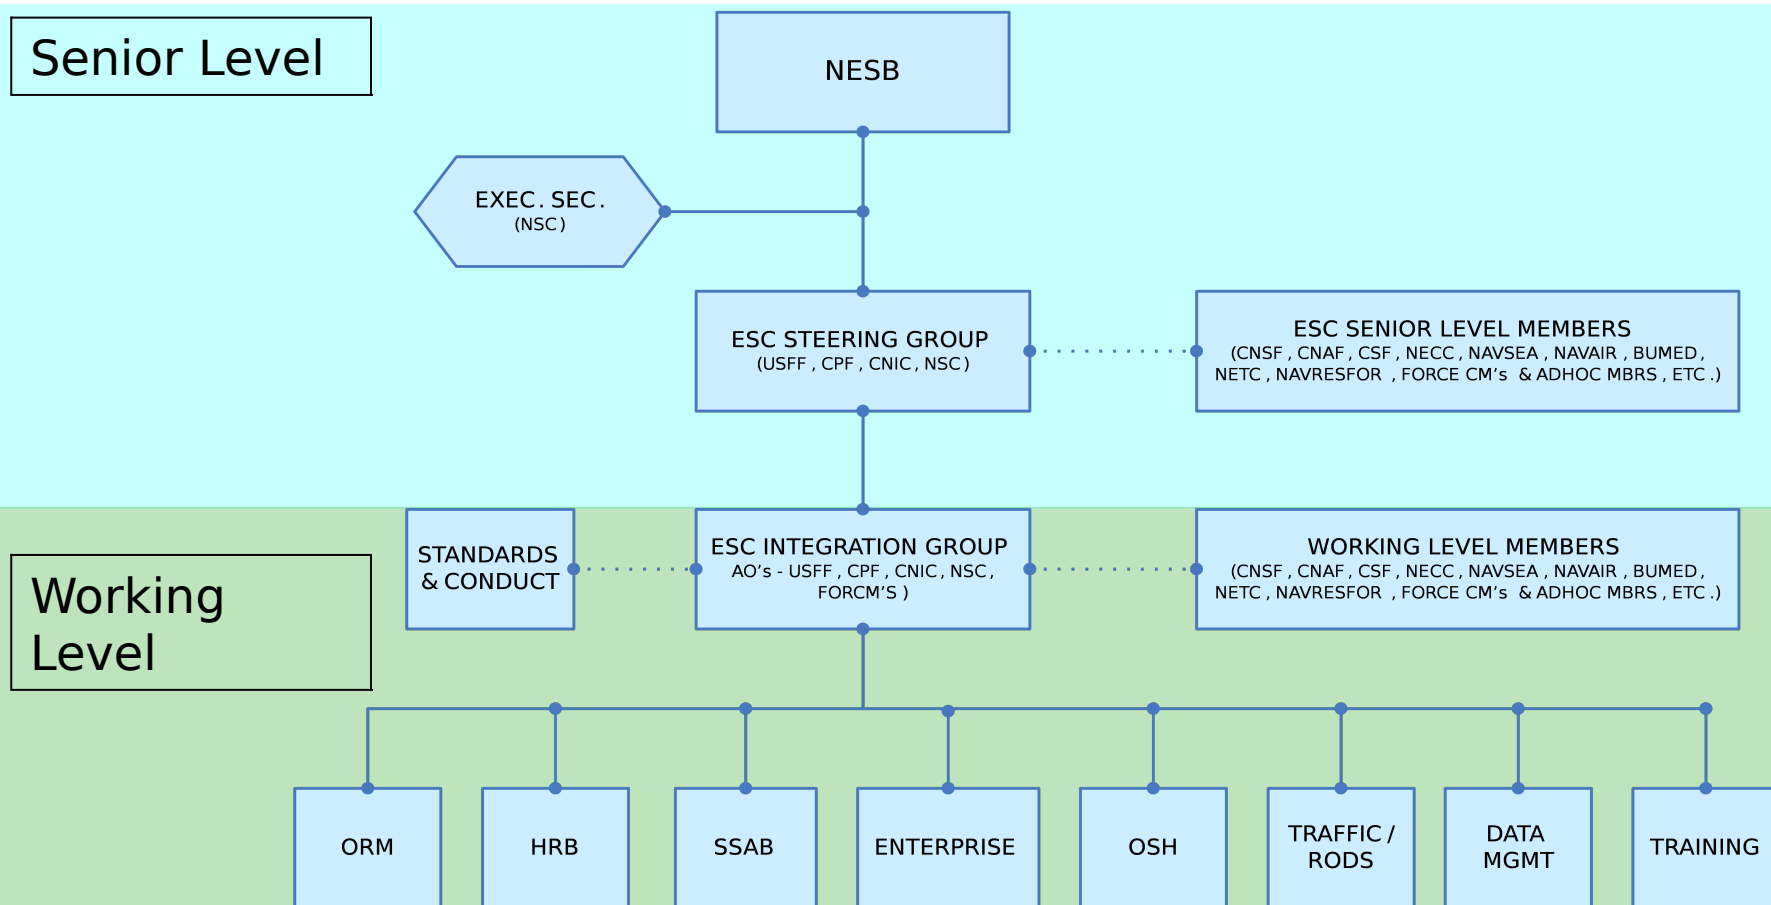 Senior Level
NESB
EXEC. SEC.
(NSC)
ESC STEERING GROUP
(USFF, CPF, CNIC, NSC)
ESC SENIOR LEVEL MEMBERS
(CNSF, CNAF, CSF, NECC, NAVSEA, NAVAIR, BUMED,
NETC, NAVRESFOR, FORCE CM’s & ADHOC MBRS, ETC.)
Working
Level
STANDARDS
& CONDUCT
ESC INTEGRATION GROUP
AO’s - USFF, CPF, CNIC, NSC,
FORCM’S)
WORKING LEVEL MEMBERS
(CNSF, CNAF, CSF, NECC, NAVSEA, NAVAIR, BUMED,
NETC, NAVRESFOR, FORCE CM’s & ADHOC MBRS, ETC.)
ORM
HRB
SSAB
ENTERPRISE
OSH
TRAFFIC /
RODS
DATA
MGMT
TRAINING